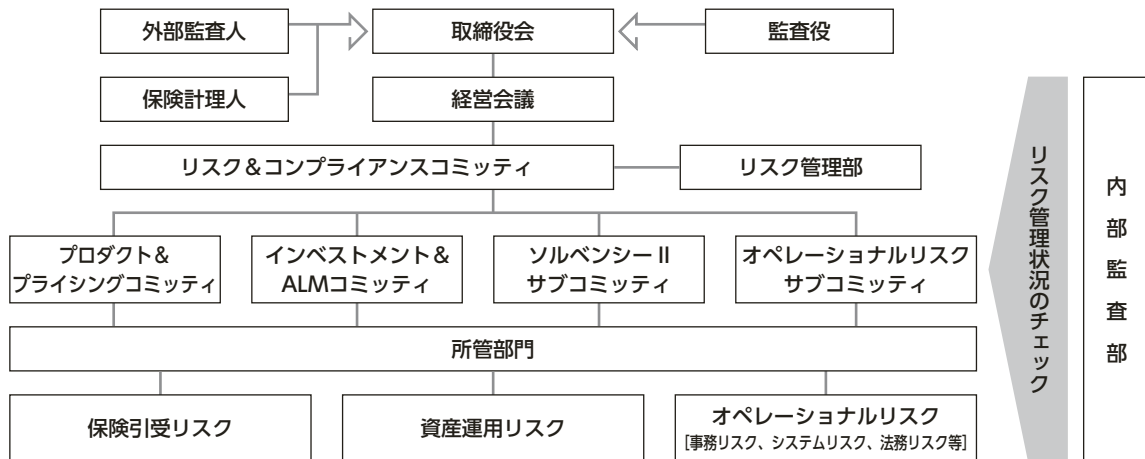 外部監査人
取締役会
監査役
保険計理人
経営会議
リスク＆コンプライアンスコミッティ
リスク管理部
プロダクト＆
プライシングコミッティ
インベストメント＆
ALMコミッティ
ソルベンシーⅡ
サブコミッティ
オペレーショナルリスク
サブコミッティ
所管部門
保険引受リスク
資産運用リスク
オペレーショナルリスク
[事務リスク、システムリスク、法務リスク等]
リスク管理状況のチェック
内部監査部